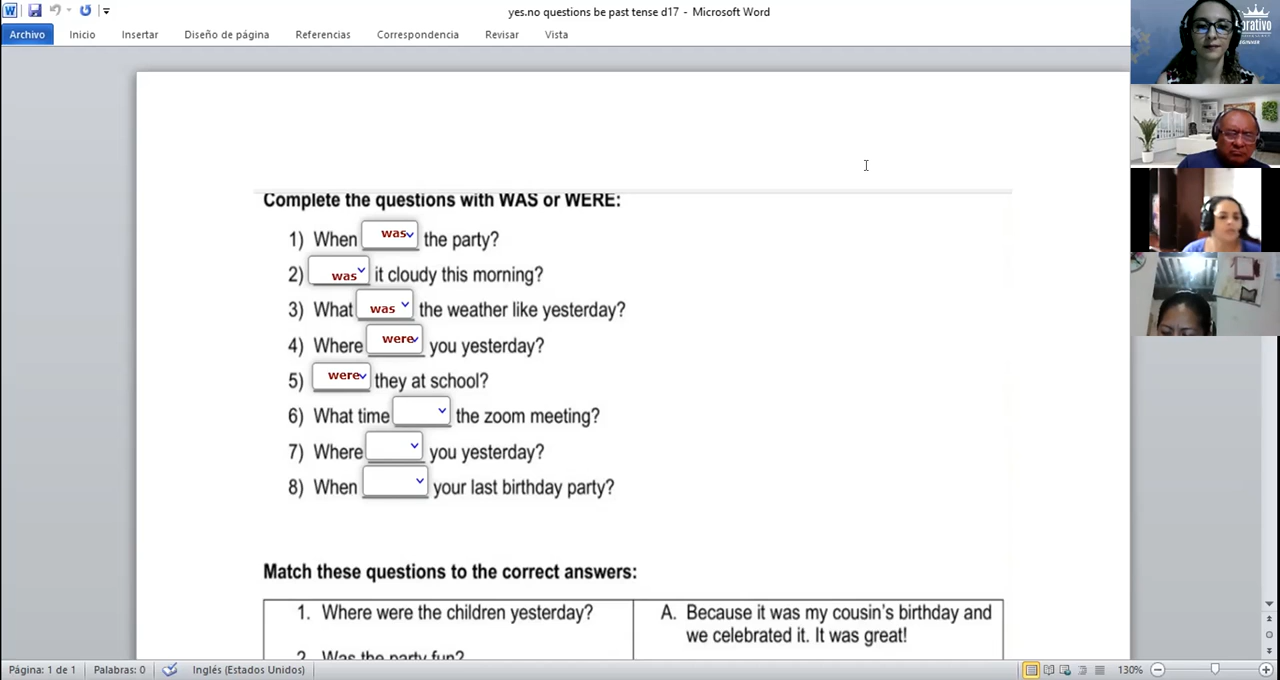 yes.no questions be past tense d17 - Microsoft Word
Archivo Inicio Insertar Diseño de página Referencias Correspondencia Revisar Vista
Complete the questions with WAS or WERE:
1) When was the party?
2) was it cloudy this morning?
3) What was the weather like yesterday?
4) Where were you yesterday?
5) were they at school?
6) What time the zoom meeting?
7) Where you yesterday?
8) When your last birthday party?
Match these questions to the correct answers:
1. Where were the children yesterday?
2. Was the party fun?
A. Because it was my cousin's birthday and
we celebrated it. It was great!
Página: 1 de 1 Palabras: 0 Inglés (Estados Unidos) 130%